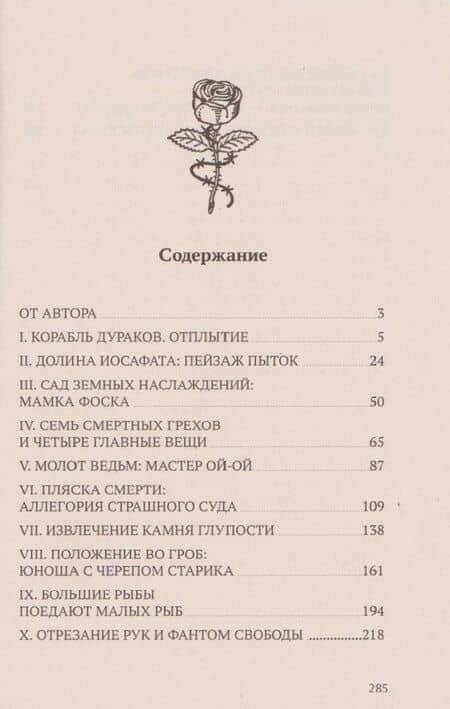 Содержание
ОТ АВТОРА 3
I. КОРАБЛЬ ДУРАКОВ. ОТПЛЫТИЕ 5
II. ДОЛИНА ИОСАФАТА: ПЕЙЗАЖ ПЫТОК 24
III. САД ЗЕМНЫХ НАСЛАЖДЕНИЙ:
МАМКА ФОСКА 50
IV. СЕМЬ СМЕРТНЫХ ГРЕХОВ
И ЧЕТЫРЕ ГЛАВНЫЕ ВЕЩИ 65
V. МОЛОТ ВЕДЬМ: МАСТЕР ОЙ-ОЙ 87
VI. ПЛЯСКА СМЕРТИ:
АЛЛЕГОРИЯ СТРАШНОГО СУДА 109
VII. ИЗВЛЕЧЕНИЕ КАМНЯ ГЛУПОСТИ 138
VIII. ПОЛОЖЕНИЕ ВО ГРОБ:
ЮНОША С ЧЕРЕПОМ СТАРИКА 161
IX. БОЛЬШИЕ РЫБЫ
ПОЕДАЮТ МАЛЫХ РЫБ 194
X. ОТРЕЗАНИЕ РУК И ФАНТОМ СВОБОДЫ 218
285